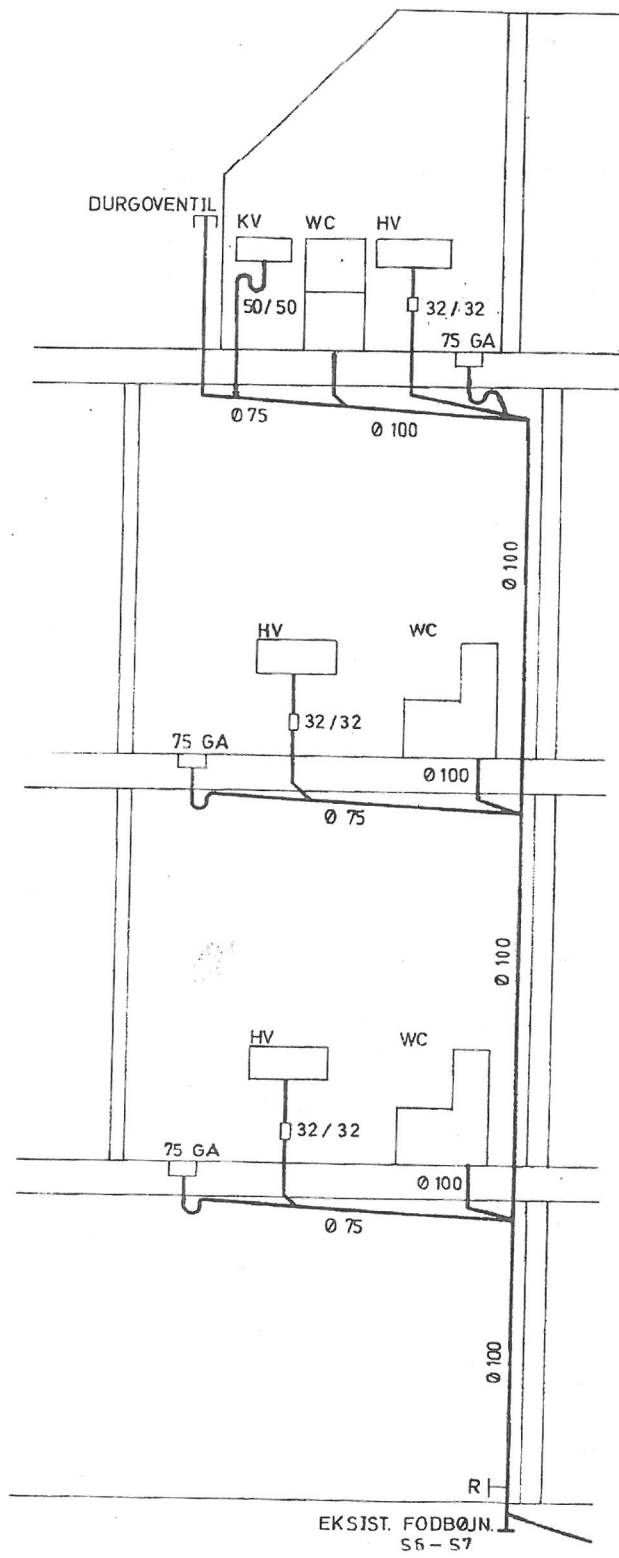 DURGOVENTIL
KV
WC
HV
50/50
32/32
75 GA
Ø 75
Ø 100
Ø 100
HV
WC
32/32
75 GA
Ø 100
Ø 75
Ø 100
HV
WC
32/32
75 GA
Ø 100
Ø 75
Ø 100
R
EKSIST. FODBØJN.
S6 - S7